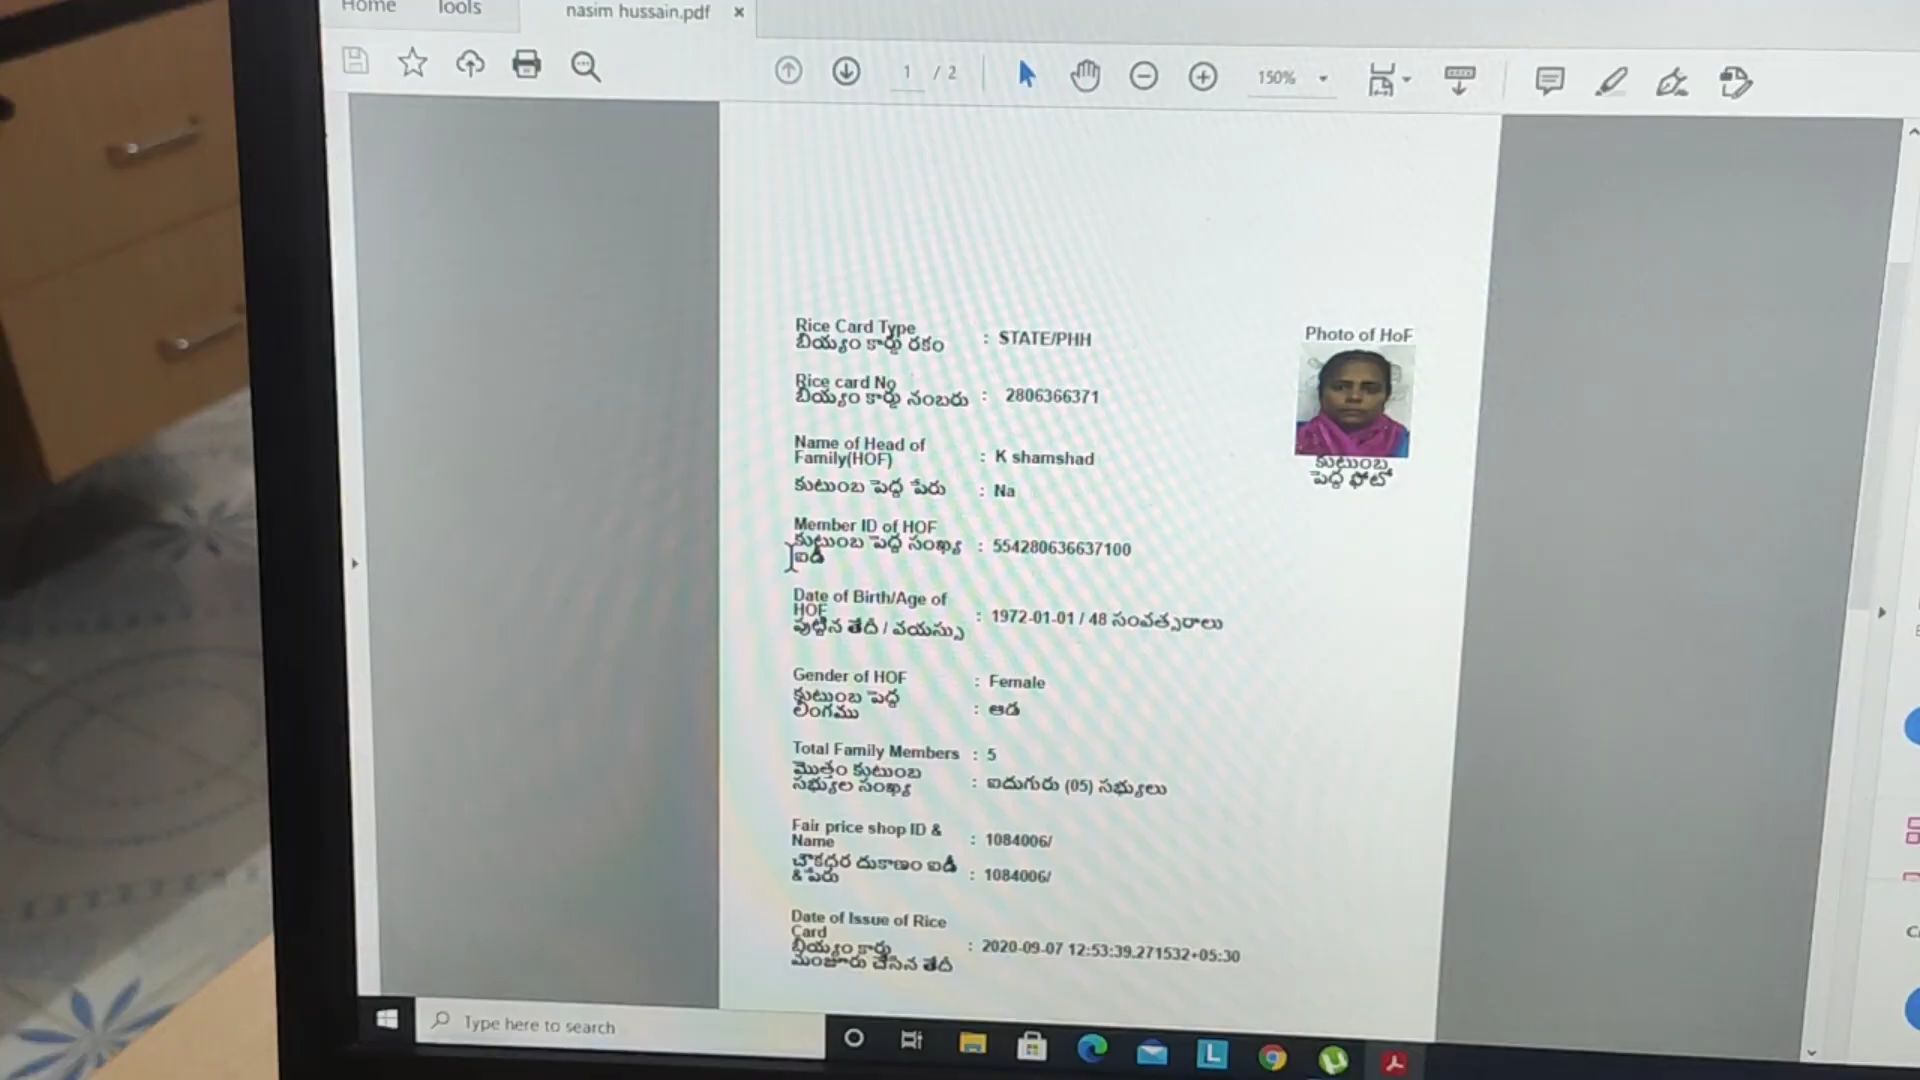 Home Tools nasim hussain.pdf ×
1 / 2 150%
Rice Card Type
బియ్యం కార్డు రకం : STATE/PHH
Photo of HoF
Rice card No
బియ్యం కార్డు నంబరు : 2806366371
Name of Head of
Family(HOF) : K shamshad
కుటుంబ
పెద్ద ఫోటో
కుటుంబ పెద్ద పేరు : Na
Member ID of HOF
కుటుంబ పెద్ద సంఖ్య : 554280636637100
ఐడీ
Date of Birth/Age of
HOF : 1972-01-01 / 48 సంవత్సరాలు
పుట్టిన తేదీ / వయస్సు
Gender of HOF : Female
కుటుంబ పెద్ద
లింగము : ఆడ
Total Family Members : 5
మొత్తం కుటుంబ
సభ్యుల సంఖ్య : ఐదుగురు (05) సభ్యులు
Fair price shop ID &
Name : 1084006/
చౌకధర దుకాణం ఐడీ
& పేరు : 1084006/
Date of Issue of Rice
Card
బియ్యం కార్డు : 2020-09-07 12:53:39.271532+05:30
మంజూరు చేసిన తేదీ
Type here to search